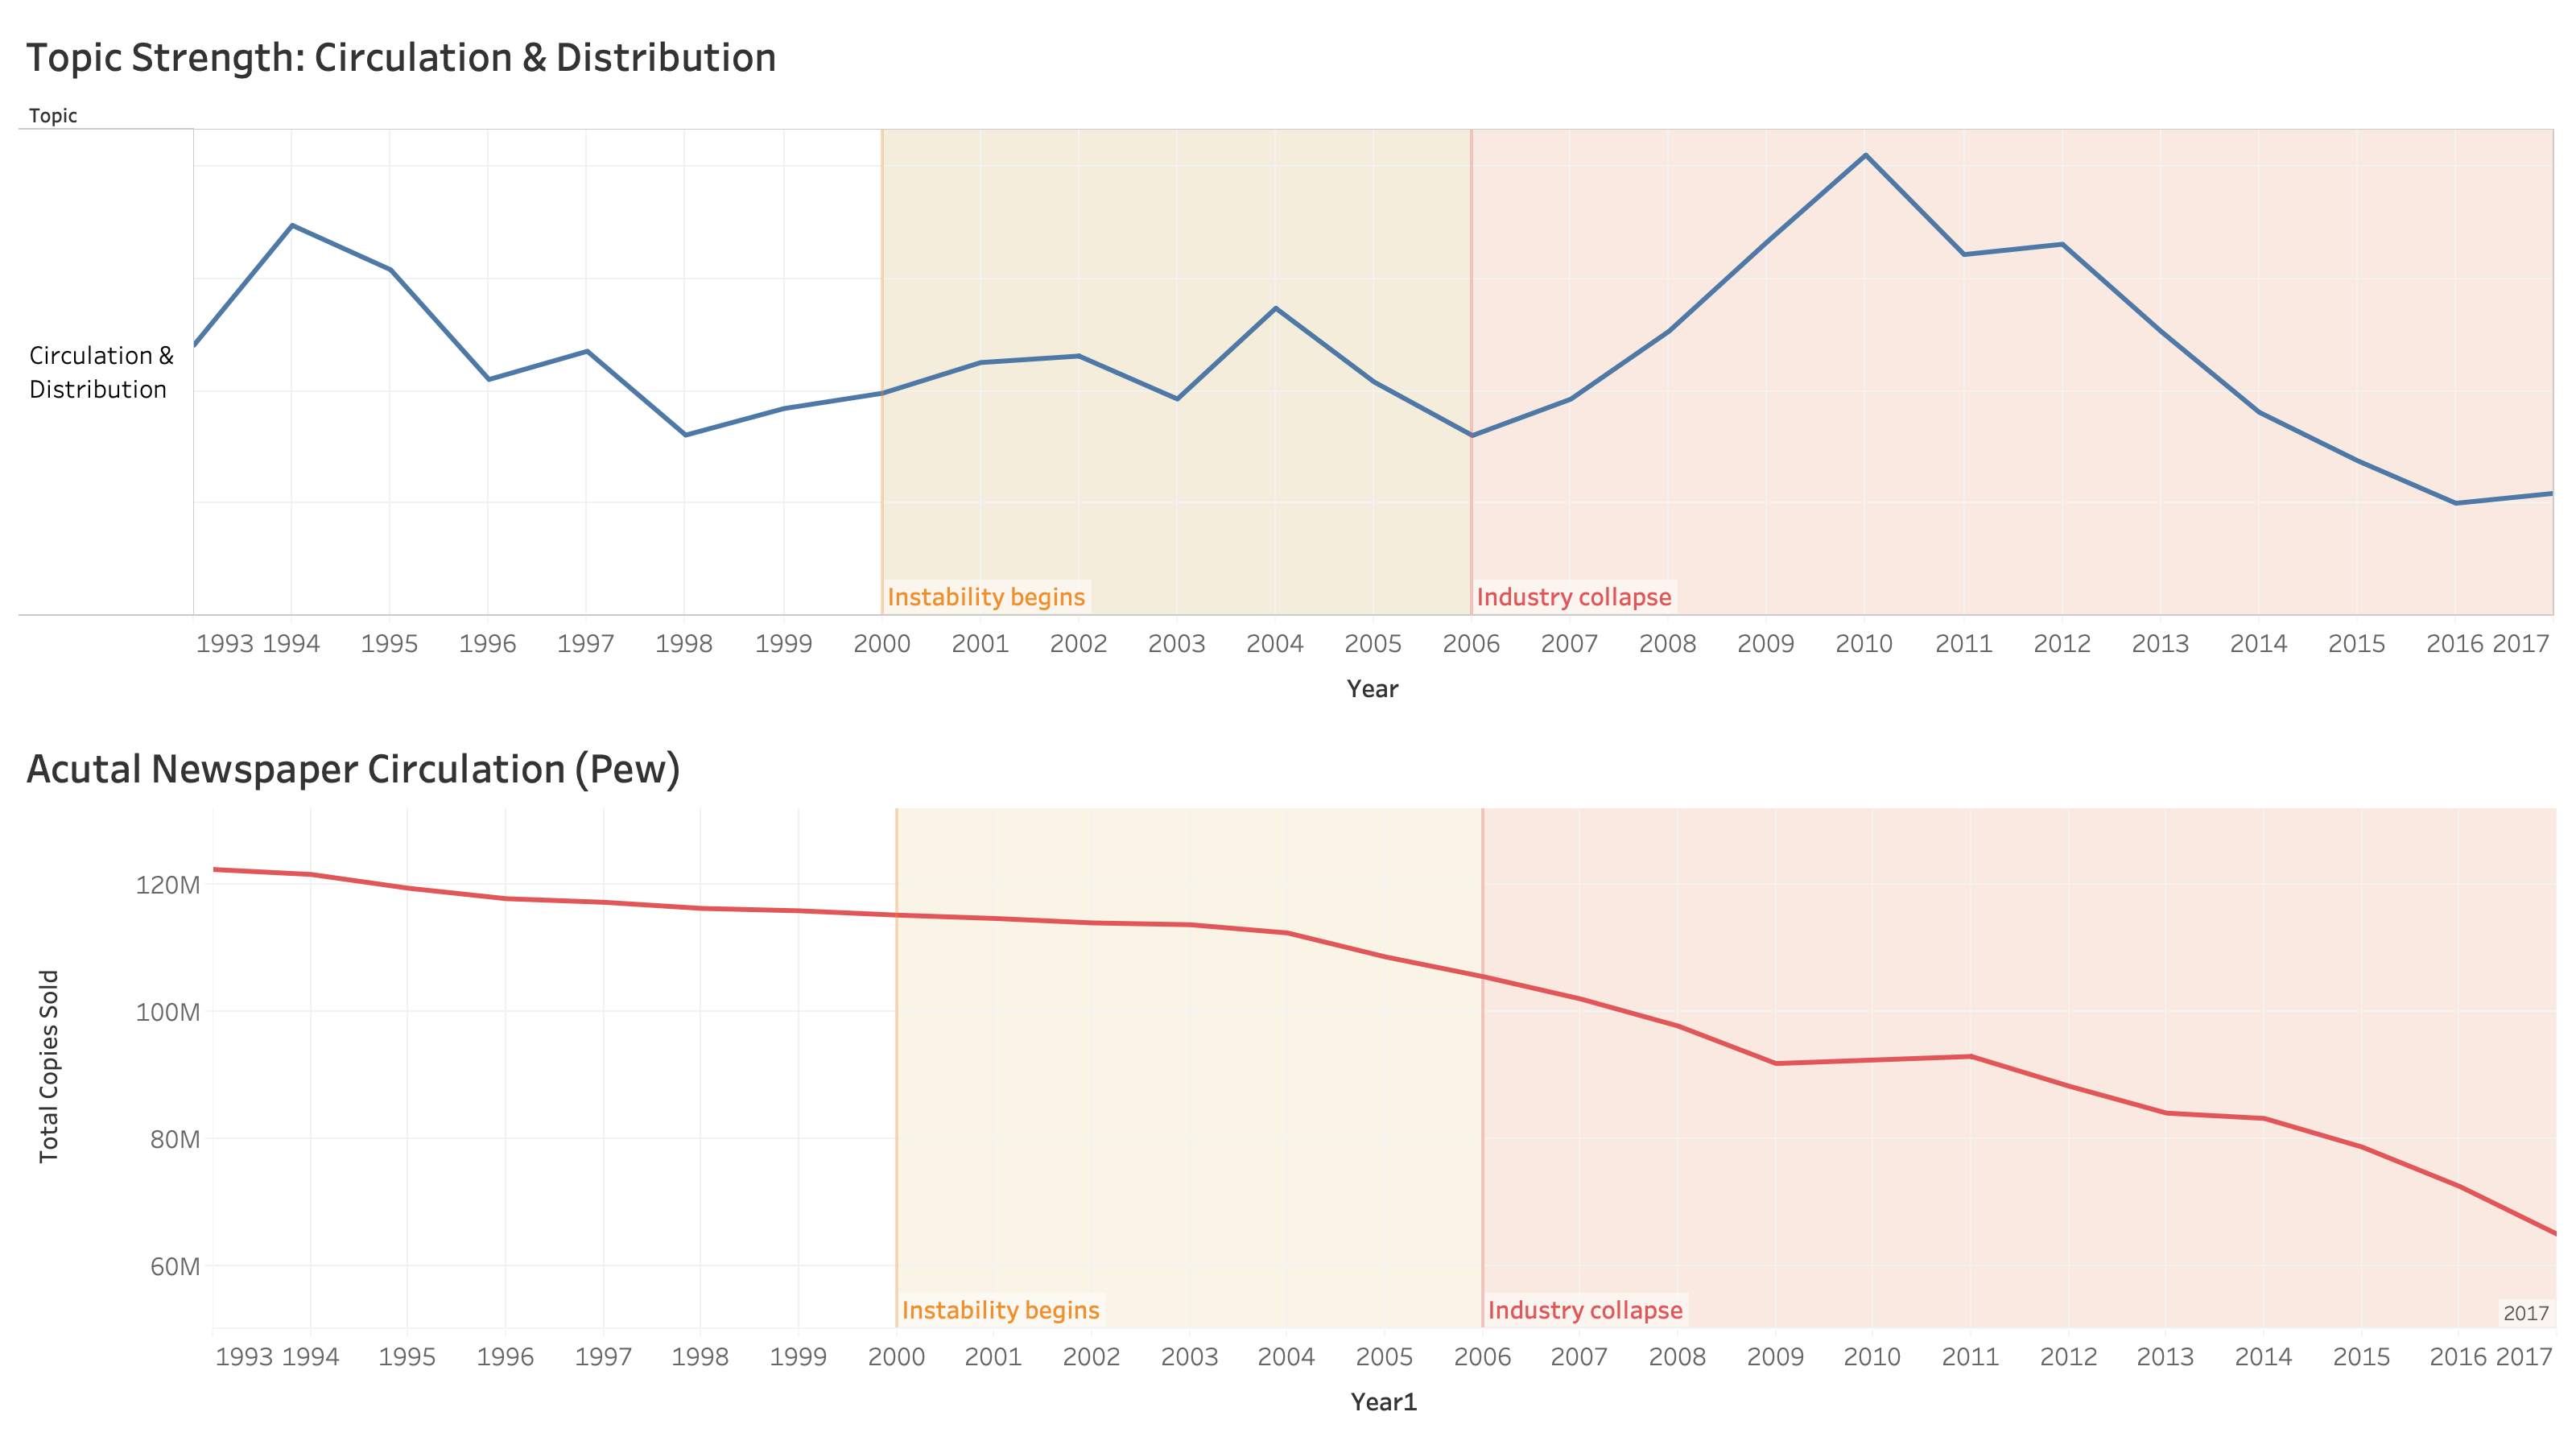 Topic Strength: Circulation & Distribution
Topic
Circulation &
Distribution
Instability begins
Industry collapse
1993 1994 1995 1996 1997 1998 1999 2000 2001 2002 2003 2004 2005 2006 2007 2008 2009 2010 2011 2012 2013 2014 2015 2016 2017
Year
Acutal Newspaper Circulation (Pew)
Total Copies Sold
120M
100M
80M
60M
Instability begins
Industry collapse
2017
1993 1994 1995 1996 1997 1998 1999 2000 2001 2002 2003 2004 2005 2006 2007 2008 2009 2010 2011 2012 2013 2014 2015 2016 2017
Year1